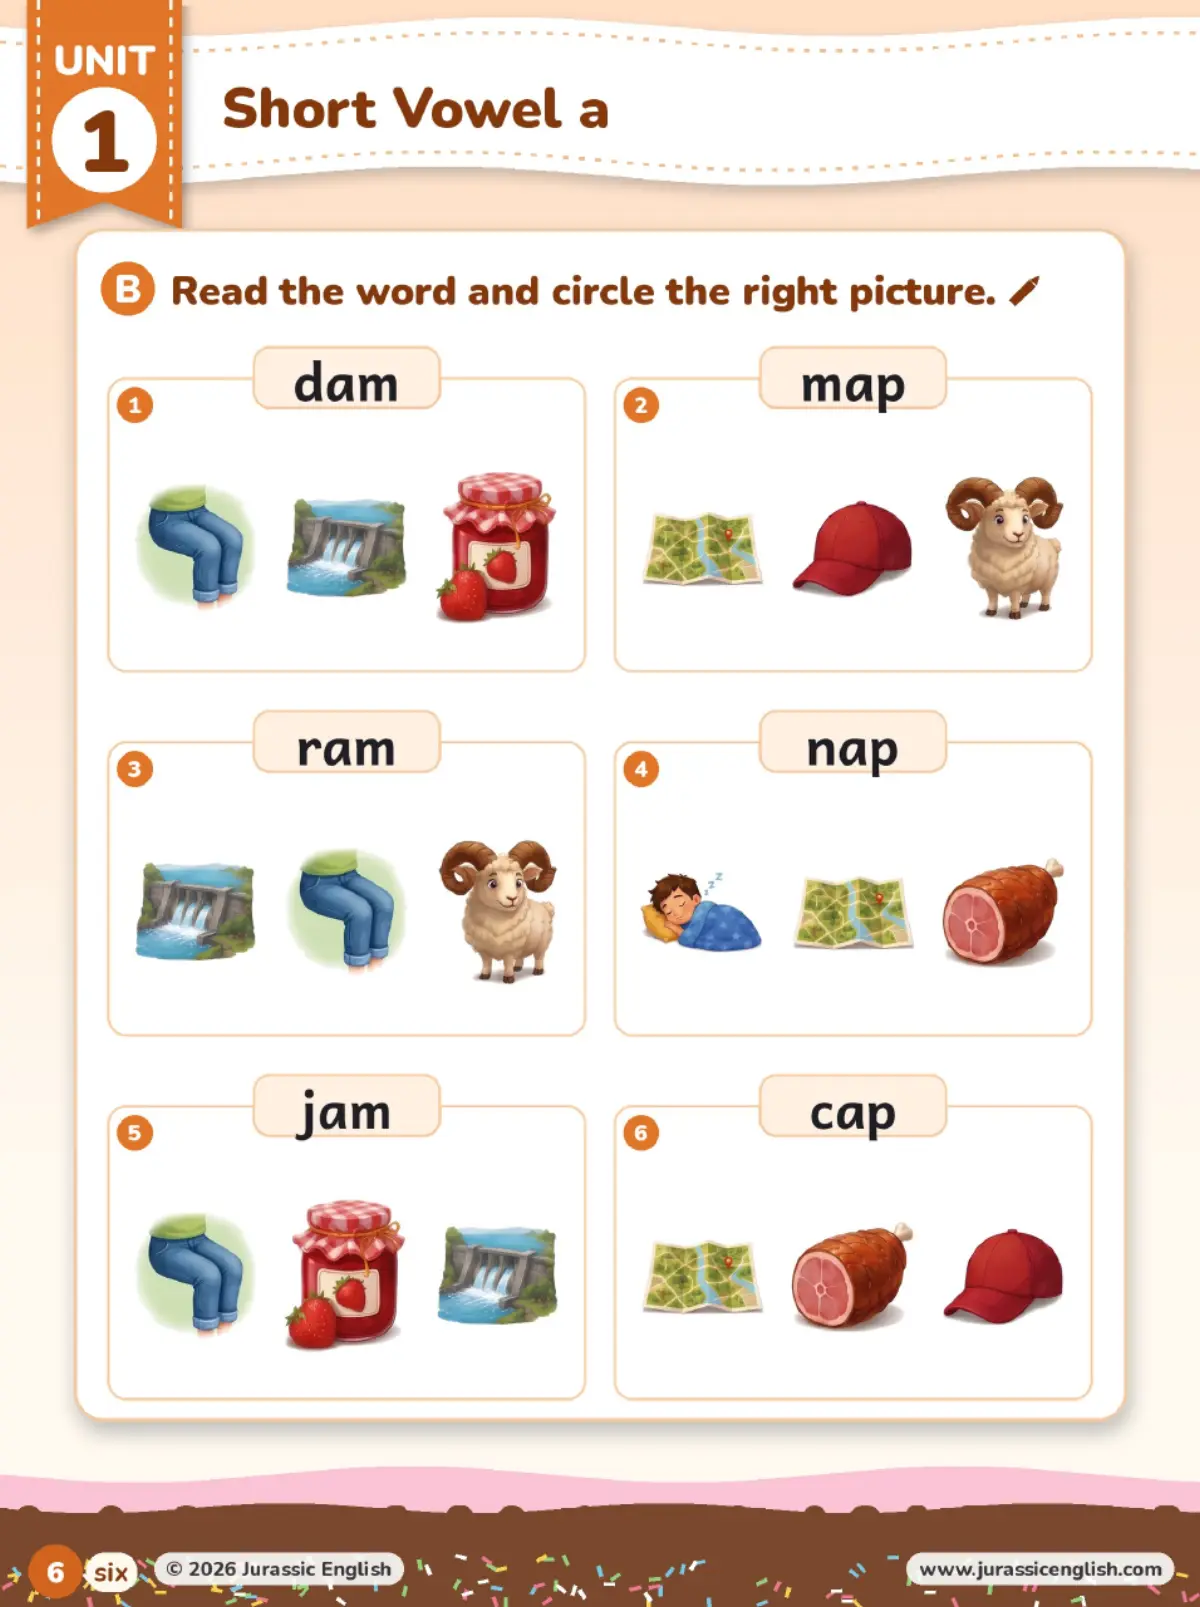 UNIT
1
Short Vowel a
B Read the word and circle the right picture.
dam
1
map
2
ram
3
nap
4
jam
5
cap
6
z z z
6 six © 2026 Jurassic English www.jurassicenglish.com